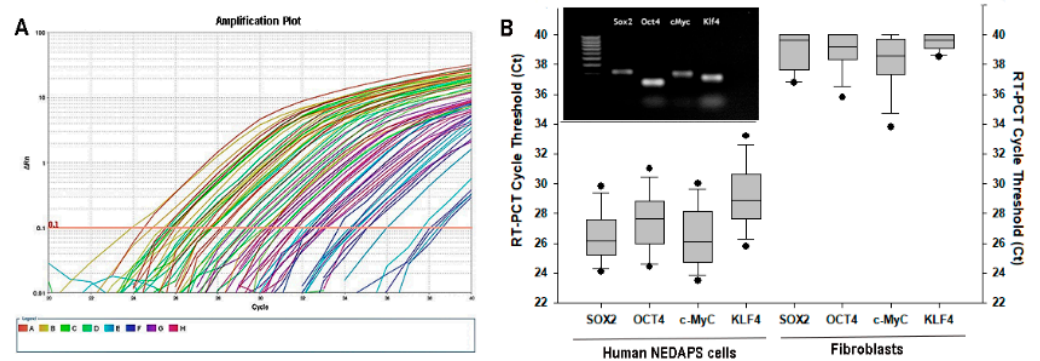 A
Amplification Plot
100
10
1
0.1
0.1
0.01
ΔRn
20 22 24 26 28 30 32 34 36 38 40
Cycle
A B C D E F G H
B
Sox2 Oct4 cMyc Klf4
RT-PCT Cycle Threshold (Ct)
40
38
36
34
32
30
28
26
24
22
40
38
36
34
32
30
28
26
24
22
RT-PCT Cycle Threshold (Ct)
SOX2 OCT4 c-MyC KLF4 SOX2 OCT4 c-MyC KLF4
Human NEDAPS cells Fibroblasts